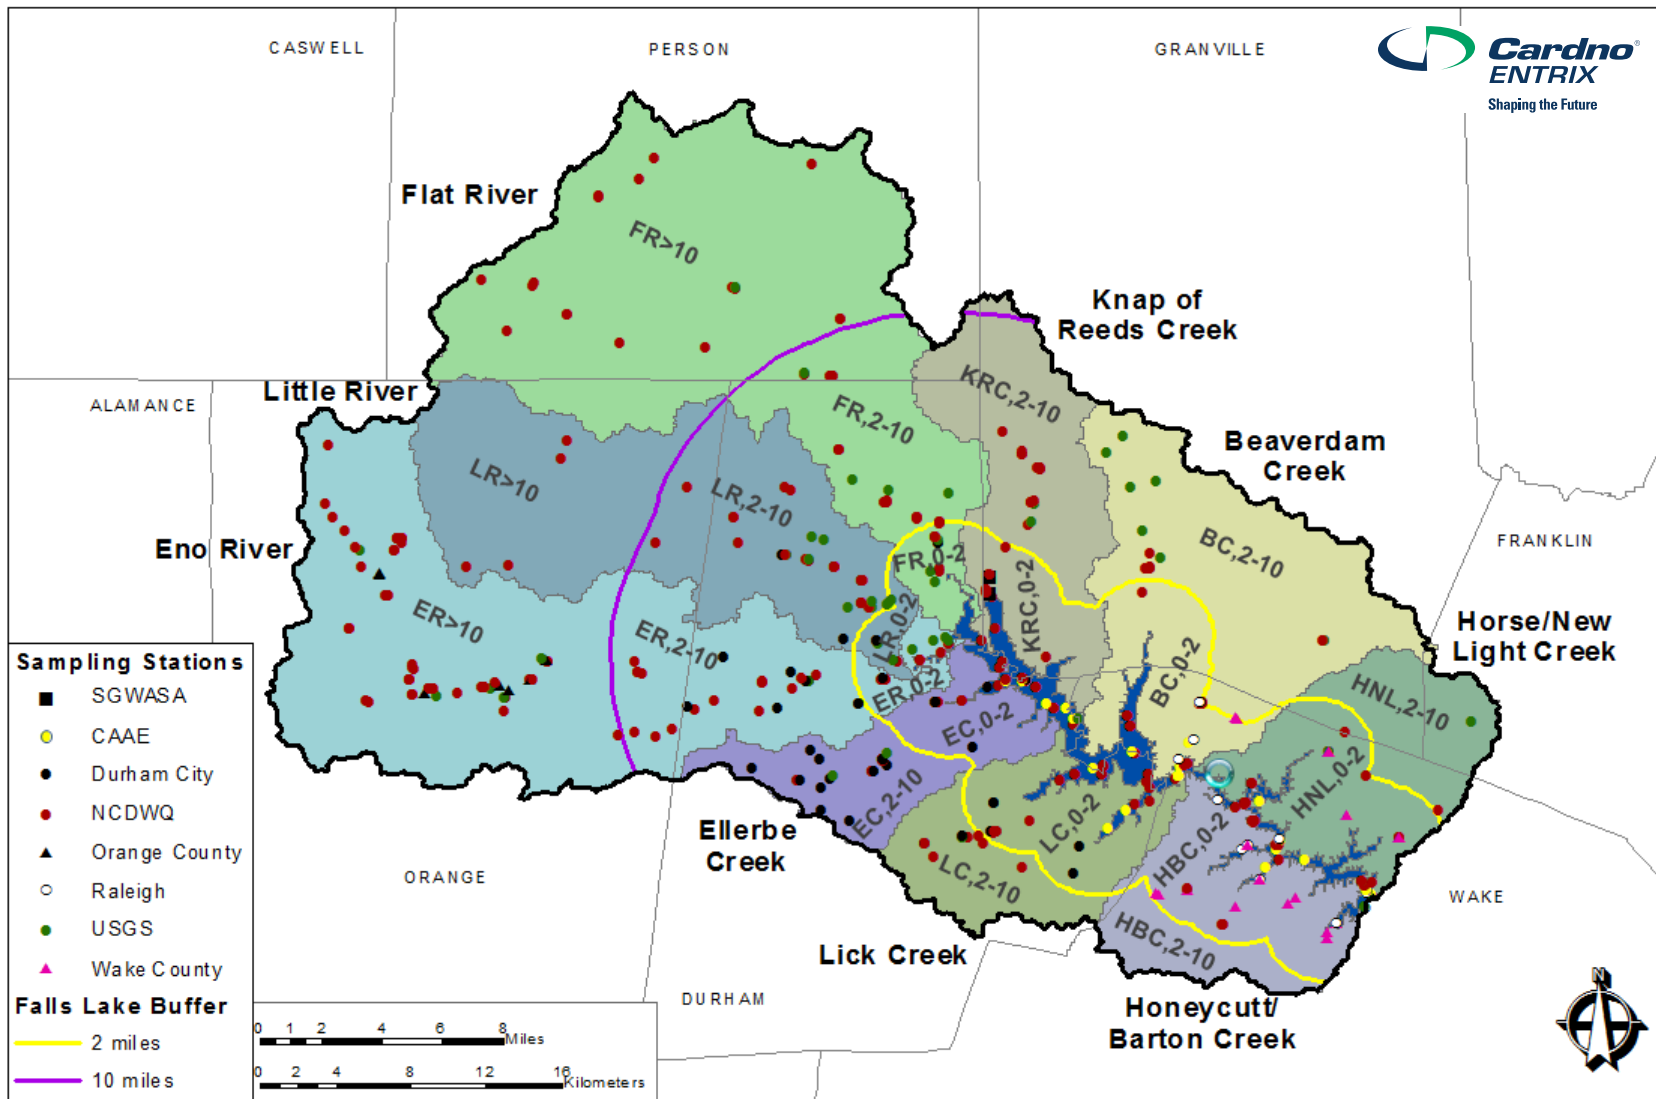 CASWELL
PERSON
GRANVILLE
Cardno®
ENTRIX
Shaping the Future
Flat River
FR>10
Knap of
Reeds Creek
Little River
ALAMANCE
KRC,2-10
FR,2-10
Beaverdam
Creek
LR>10
LR,2-10
Eno River
FR,0-2
BC,2-10
FRANKLIN
ER>10
ER,2-10
LR,0-2
KRC,0-2
BC,0-2
Horse/New
Light Creek
HNL,2-10
ER,0-2
EC,0-2
EC,2-10
LC,0-2
HNL,0-2
HBC,0-2
Ellerbe
Creek
LC,2-10
HBC,2-10
ORANGE
WAKE
Lick Creek
DURHAM
Honeycutt/
Barton Creek
Sampling Stations
SGWASA
CAAE
Durham City
NCDWQ
Orange County
Raleigh
USGS
Wake County
Falls Lake Buffer
2 miles
10 miles
0 1 2 4 6 8 Miles
0 2 4 8 12 16 Kilometers
N